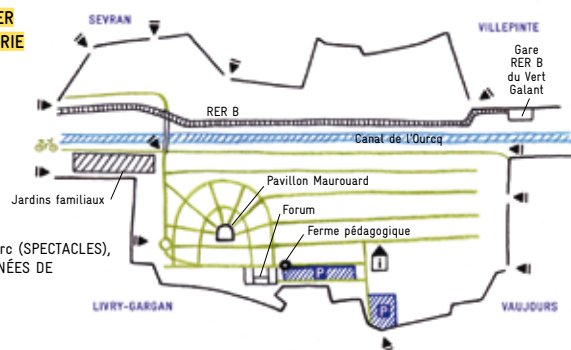 ER
ERIE
SEVRAN
VILLEPINTE
Gare
RER B
du Vert
Galant
RER B
Canal de l'Ourcq
Jardins familiaux
Pavillon Maurouard
Forum
Ferme pédagogique
rc (SPECTACLES),
NÉES DE
P
i
P
LIVRY-GARGAN
VAUJOURS